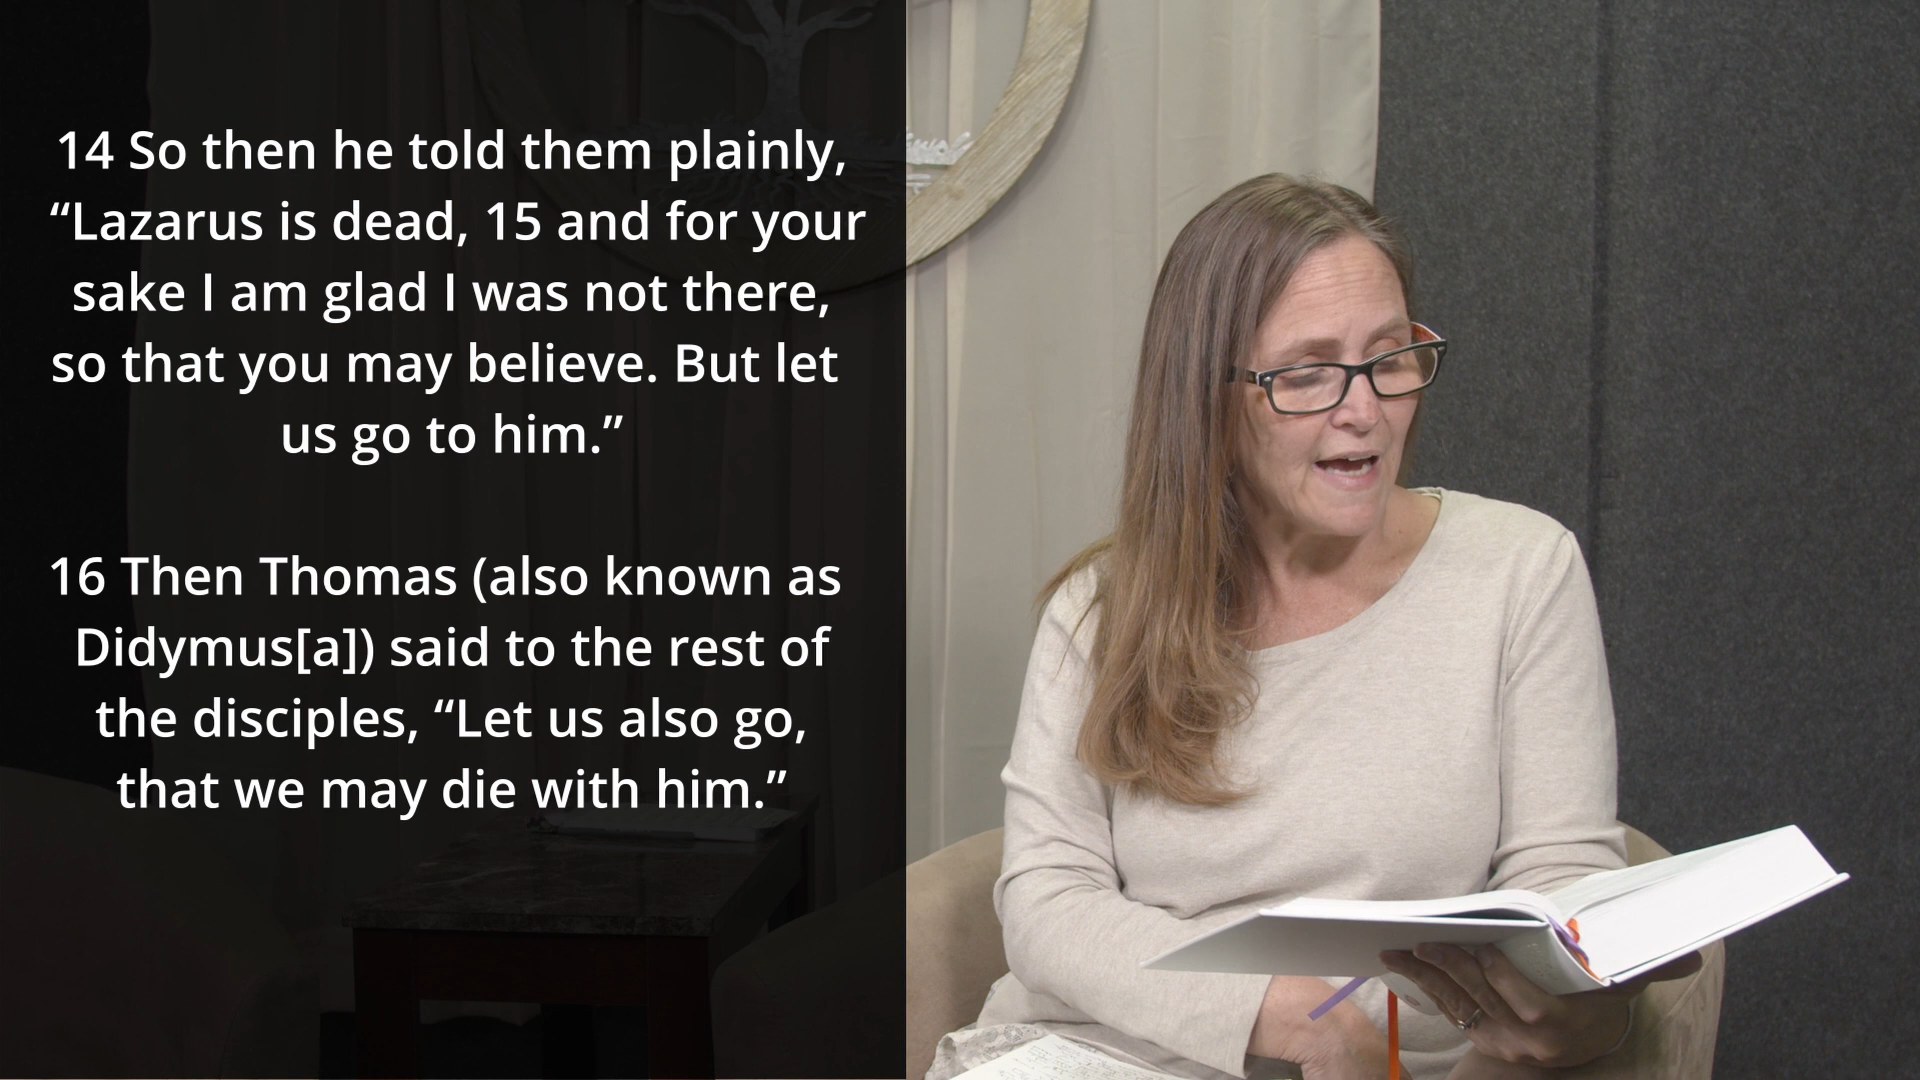 14 So then he told them plainly,
“Lazarus is dead, 15 and for your
sake I am glad I was not there,
so that you may believe. But let
us go to him.”
16 Then Thomas (also known as
Didymus[a]) said to the rest of
the disciples, “Let us also go,
that we may die with him.”